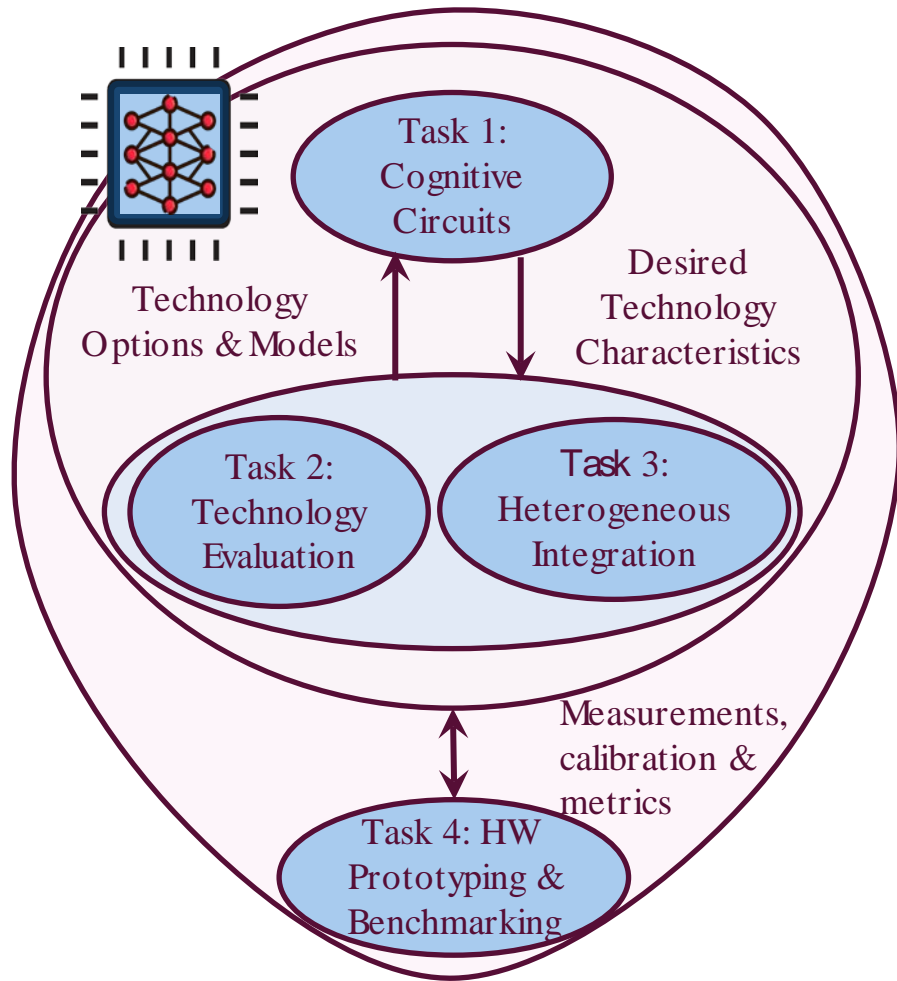 Task 1:
Cognitive
Circuits
Technology
Options & Models
Desired
Technology
Characteristics
Task 2:
Technology
Evaluation
Task 3:
Heterogeneous
Integration
Measurements,
calibration &
metrics
Task 4: HW
Prototyping &
Benchmarking